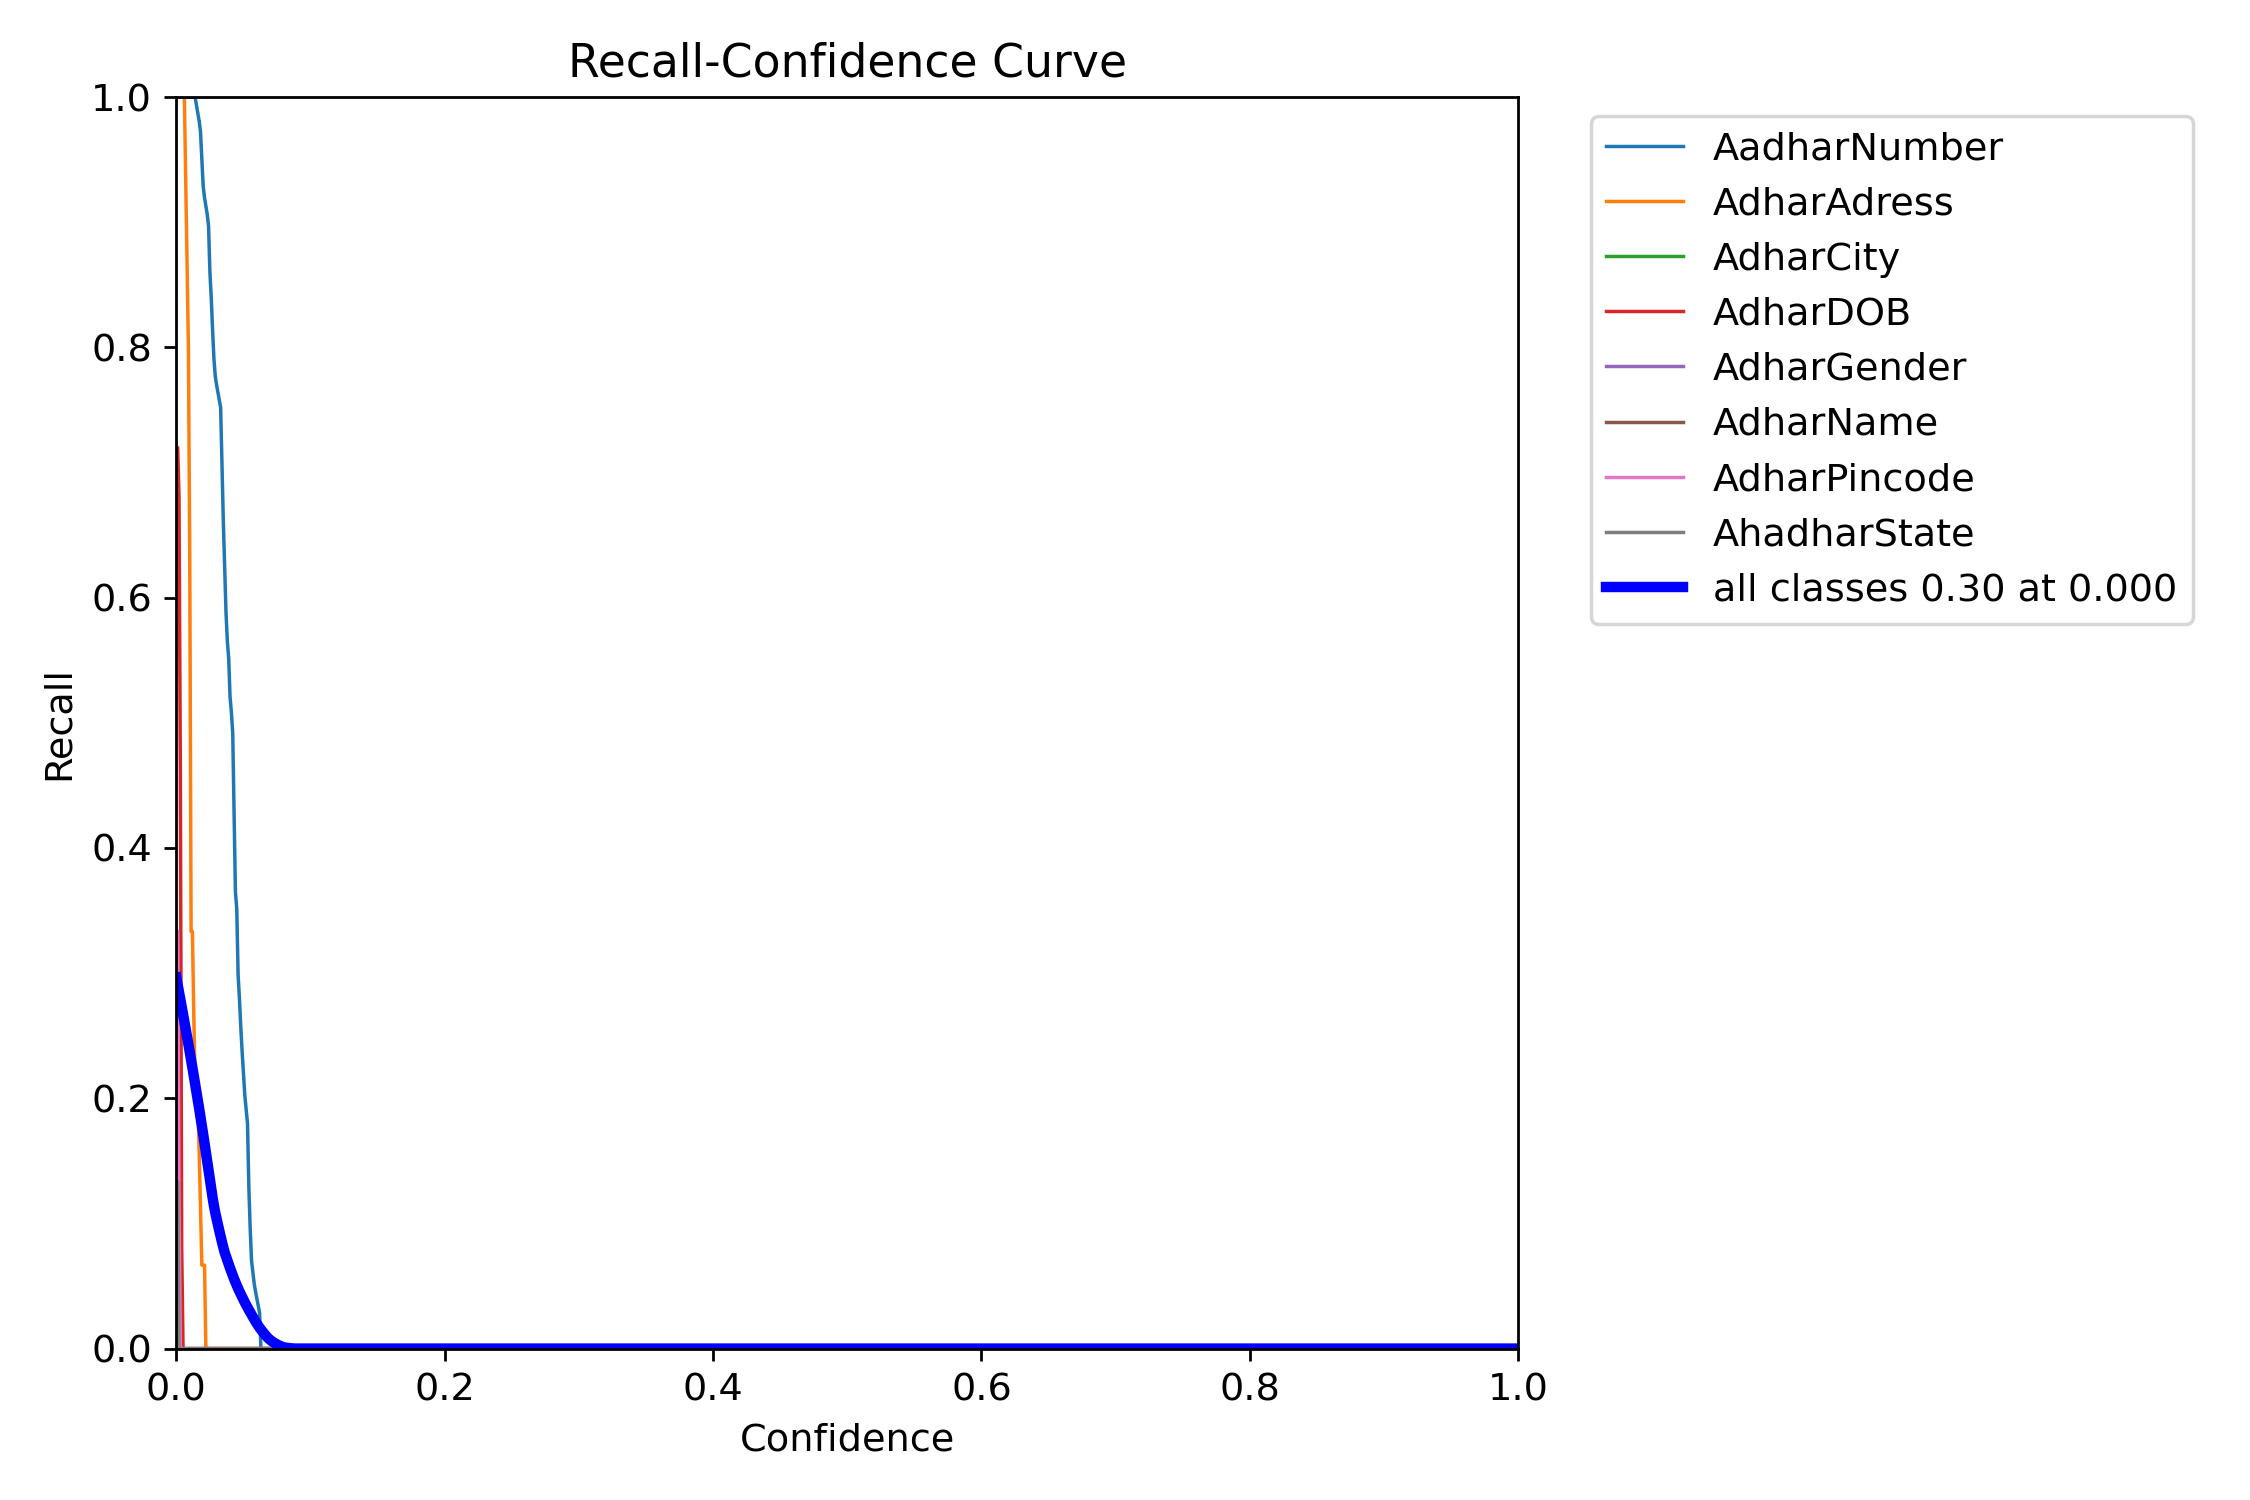 Recall-Confidence Curve
1.0
0.8
0.6
0.4
0.2
0.0
Recall
0.0 0.2 0.4 0.6 0.8 1.0
Confidence
AadharNumber
AdharAdress
AdharCity
AdharDOB
AdharGender
AdharName
AdharPincode
AhadharState
all classes 0.30 at 0.000